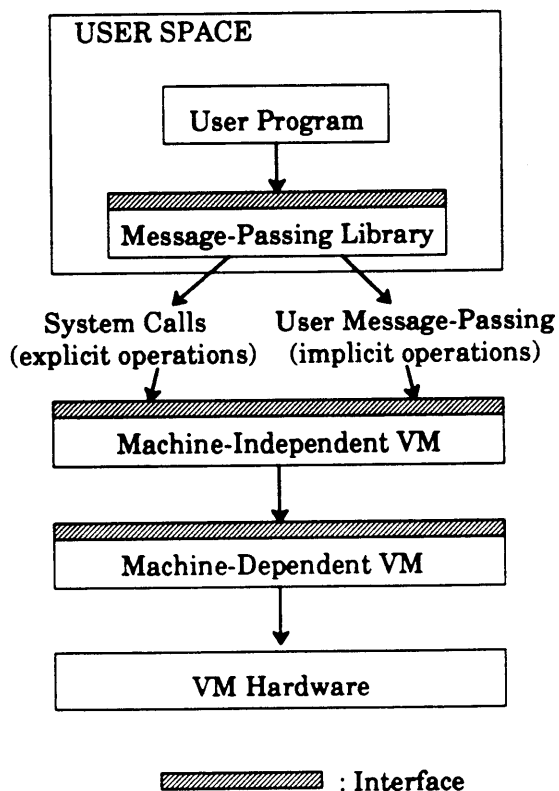 USER SPACE
User Program
Message-Passing Library
System Calls
(explicit operations)
User Message-Passing
(implicit operations)
Machine-Independent VM
Machine-Dependent VM
VM Hardware
: Interface